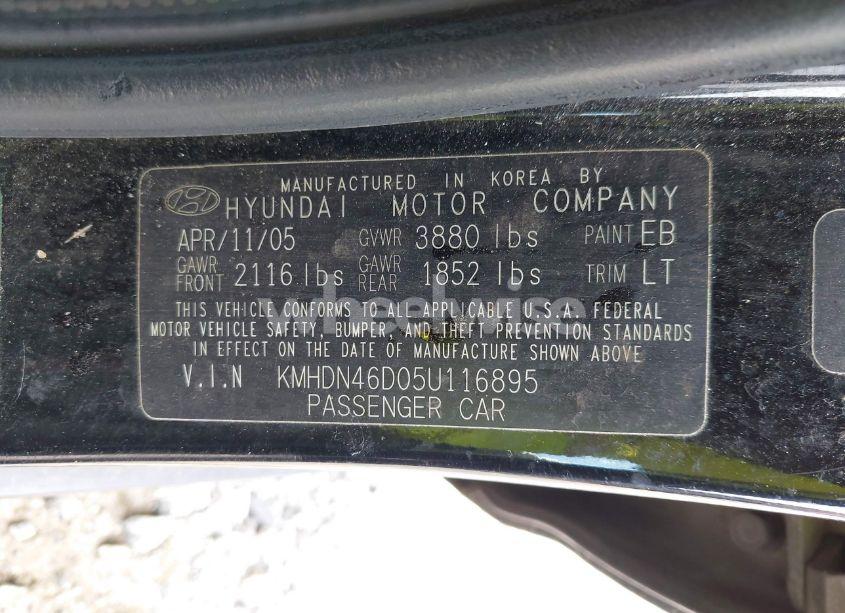 MANUFACTURED IN KOREA BY
HYUNDAI MOTOR COMPANY
APR/11/05 GVWR 3880 lbs PAINT EB
GAWR FRONT 2116 lbs GAWR REAR 1852 lbs TRIM LT
THIS VEHICLE CONFORMS TO ALL APPLICABLE U.S.A. FEDERAL
MOTOR VEHICLE SAFETY, BUMPER, AND THEFT PREVENTION STANDARDS
IN EFFECT ON THE DATE OF MANUFACTURE SHOWN ABOVE
V.I.N KMHDN46D05U116895
PASSENGER CAR